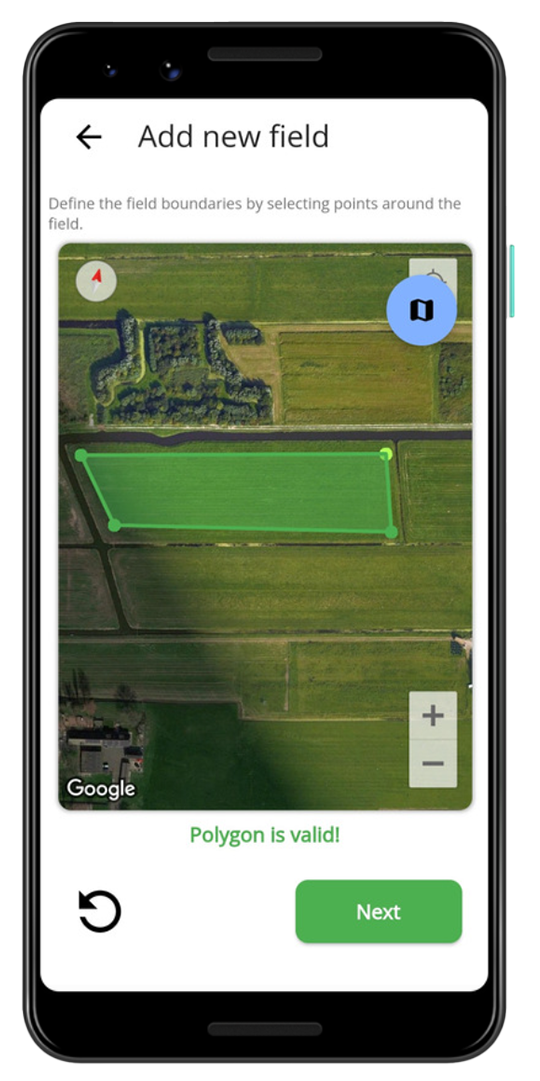 Add new field
Define the field boundaries by selecting points around the
field.
+
−
Google
Polygon is valid!
Next